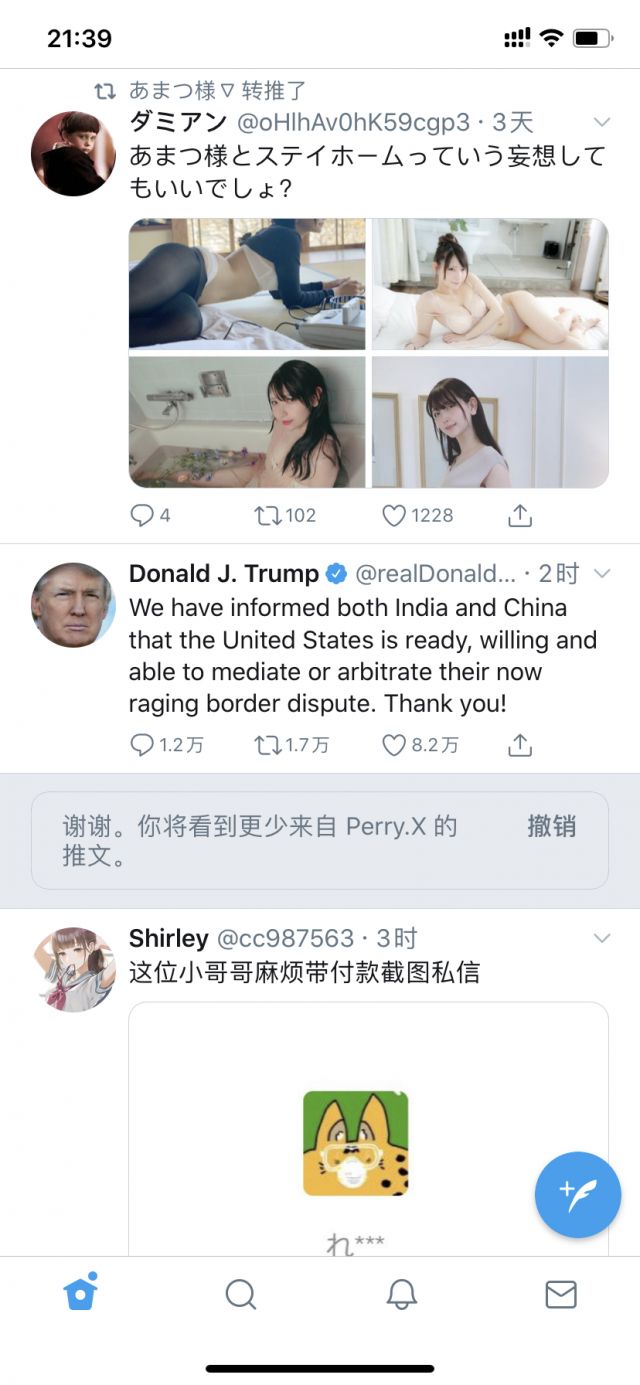 21:39
あまつ様▽ 转推了
ダミアン @oHlhAv0hK59cgp3 · 3天
あまつ様とステイホームっていう妄想して
もいいでしょ?
4
102
1228
Donald J. Trump @realDonald... · 2时
We have informed both India and China
that the United States is ready, willing and
able to mediate or arbitrate their now
raging border dispute. Thank you!
1.2万
1.7万
8.2万
谢谢。你将看到更少来自 Perry.X 的
推文。
撤销
Shirley @cc987563 · 3时
这位小哥哥麻烦带付款截图私信
れ***